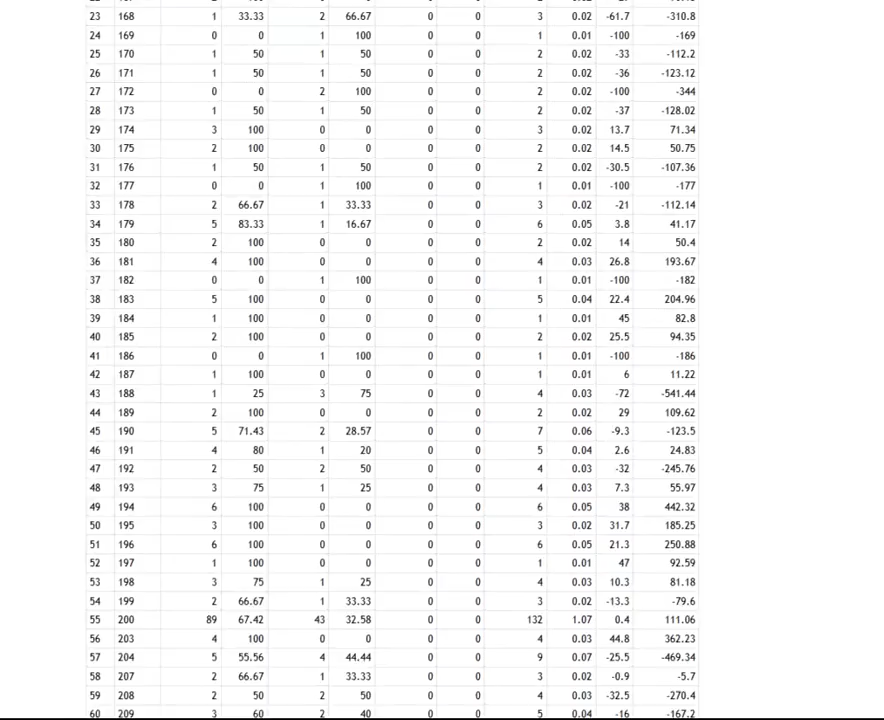 23 168 1 33.33 2 66.67 0 0 3 0.02 -61.7 -310.8
24 169 0 0 1 100 0 0 1 0.01 -100 -169
25 170 1 50 1 50 0 0 2 0.02 -33 -112.2
26 171 1 50 1 50 0 0 2 0.02 -36 -123.12
27 172 0 0 2 100 0 0 2 0.02 -100 -344
28 173 1 50 1 50 0 0 2 0.02 -37 -128.02
29 174 3 100 0 0 0 0 3 0.02 13.7 71.34
30 175 2 100 0 0 0 0 2 0.02 14.5 50.75
31 176 1 50 1 50 0 0 2 0.02 -30.5 -107.36
32 177 0 0 1 100 0 0 1 0.01 -100 -177
33 178 2 66.67 1 33.33 0 0 3 0.02 -21 -112.14
34 179 5 83.33 1 16.67 0 0 6 0.05 3.8 41.17
35 180 2 100 0 0 0 0 2 0.02 14 50.4
36 181 4 100 0 0 0 0 4 0.03 26.8 193.67
37 182 0 0 1 100 0 0 1 0.01 -100 -182
38 183 5 100 0 0 0 0 5 0.04 22.4 204.96
39 184 1 100 0 0 0 0 1 0.01 45 82.8
40 185 2 100 0 0 0 0 2 0.02 25.5 94.35
41 186 0 0 1 100 0 0 1 0.01 -100 -186
42 187 1 100 0 0 0 0 1 0.01 6 11.22
43 188 1 25 3 75 0 0 4 0.03 -72 -541.44
44 189 2 100 0 0 0 0 2 0.02 29 109.62
45 190 5 71.43 2 28.57 0 0 7 0.06 -9.3 -123.5
46 191 4 80 1 20 0 0 5 0.04 2.6 24.83
47 192 2 50 2 50 0 0 4 0.03 -32 -245.76
48 193 3 75 1 25 0 0 4 0.03 7.3 55.97
49 194 6 100 0 0 0 0 6 0.05 38 442.32
50 195 3 100 0 0 0 0 3 0.02 31.7 185.25
51 196 6 100 0 0 0 0 6 0.05 21.3 250.88
52 197 1 100 0 0 0 0 1 0.01 47 92.59
53 198 3 75 1 25 0 0 4 0.03 10.3 81.18
54 199 2 66.67 1 33.33 0 0 3 0.02 -13.3 -79.6
55 200 89 67.42 43 32.58 0 0 132 1.07 0.4 111.06
56 203 4 100 0 0 0 0 4 0.03 44.8 362.23
57 204 5 55.56 4 44.44 0 0 9 0.07 -25.5 -469.34
58 207 2 66.67 1 33.33 0 0 3 0.02 -0.9 -5.7
59 208 2 50 2 50 0 0 4 0.03 -32.5 -270.4
60 209 3 60 2 40 0 0 5 0.04 -16 -167.2